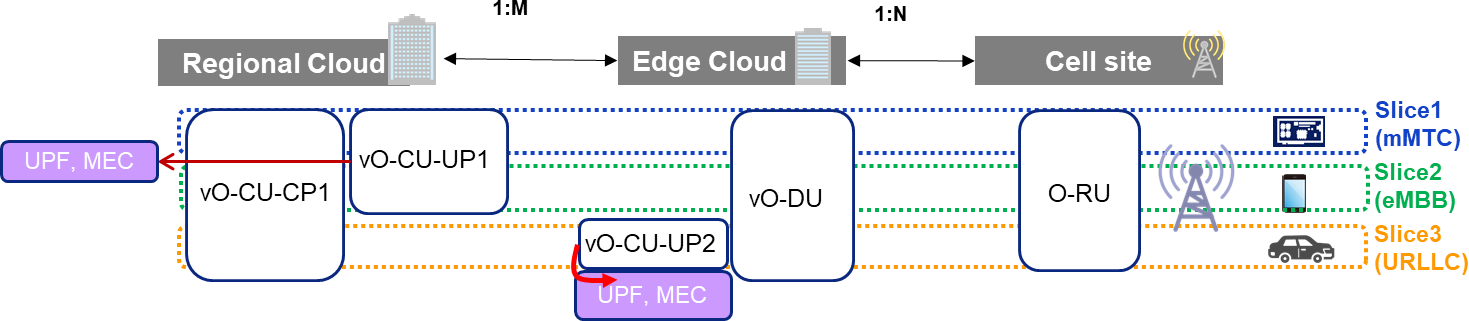 1:M
1:N
Regional Cloud
Edge Cloud
Cell site
Slice1
(mMTC)
UPF, MEC
vO-CU-CP1
vO-CU-UP1
vO-DU
O-RU
Slice2
(eMBB)
vO-CU-UP2
Slice3
(URLLC)
UPF, MEC